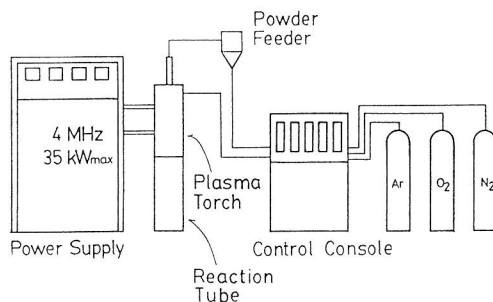 Powder
Feeder
4 MHz
35 kWmax
Plasma
Torch
Ar
O2
N2
Power Supply
Control Console
Reaction
Tube